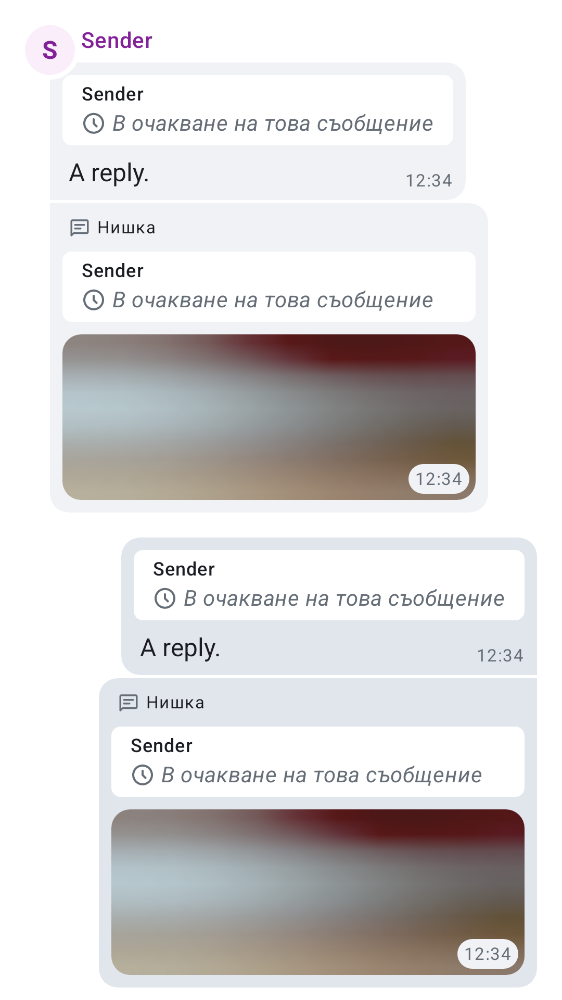 S
Sender
Sender
В очакване на това съобщение
A reply.
12:34
Нишка
Sender
В очакване на това съобщение
12:34
Sender
В очакване на това съобщение
A reply.
12:34
Нишка
Sender
В очакване на това съобщение
12:34